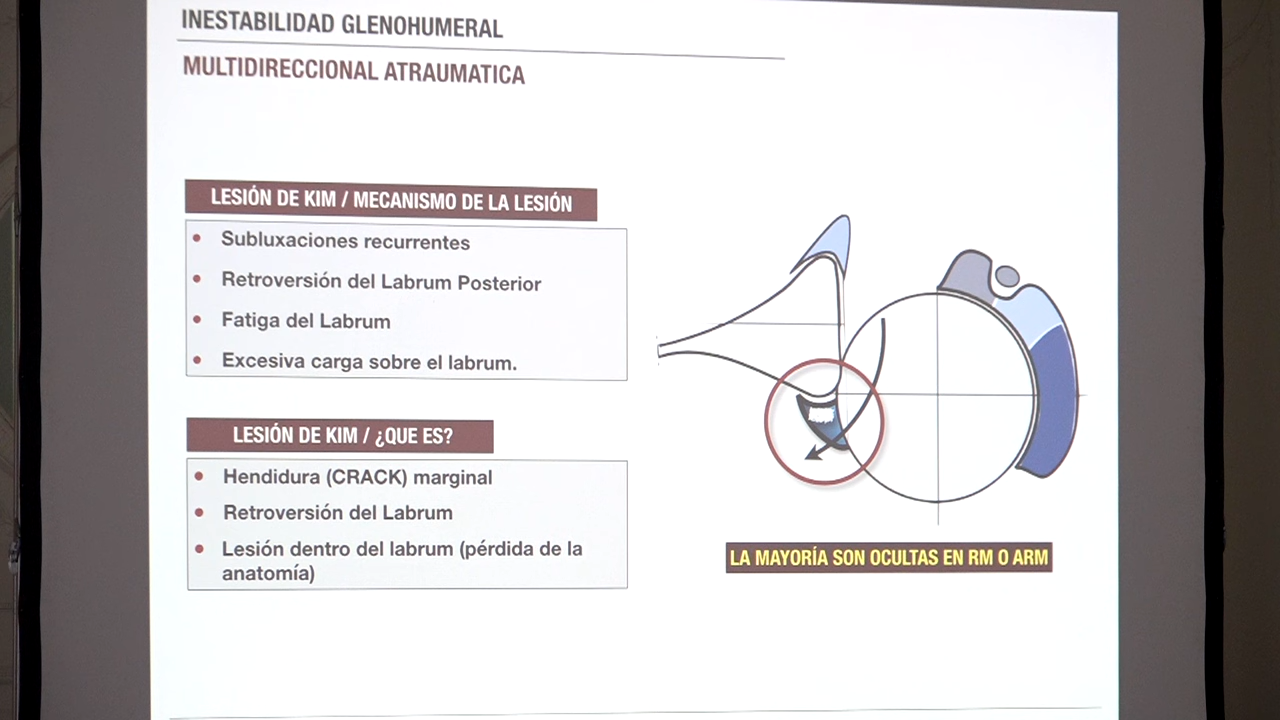 INESTABILIDAD GLENOHUMERAL
MULTIDIRECCIONAL ATRAUMATICA
LESIÓN DE KIM / MECANISMO DE LA LESIÓN
• Subluxaciones recurrentes
• Retroversión del Labrum Posterior
• Fatiga del Labrum
• Excesiva carga sobre el labrum.
LESIÓN DE KIM / ¿QUE ES?
• Hendidura (CRACK) marginal
• Retroversión del Labrum
• Lesión dentro del labrum (pérdida de la
anatomía)
LA MAYORÍA SON OCULTAS EN RM O ARM